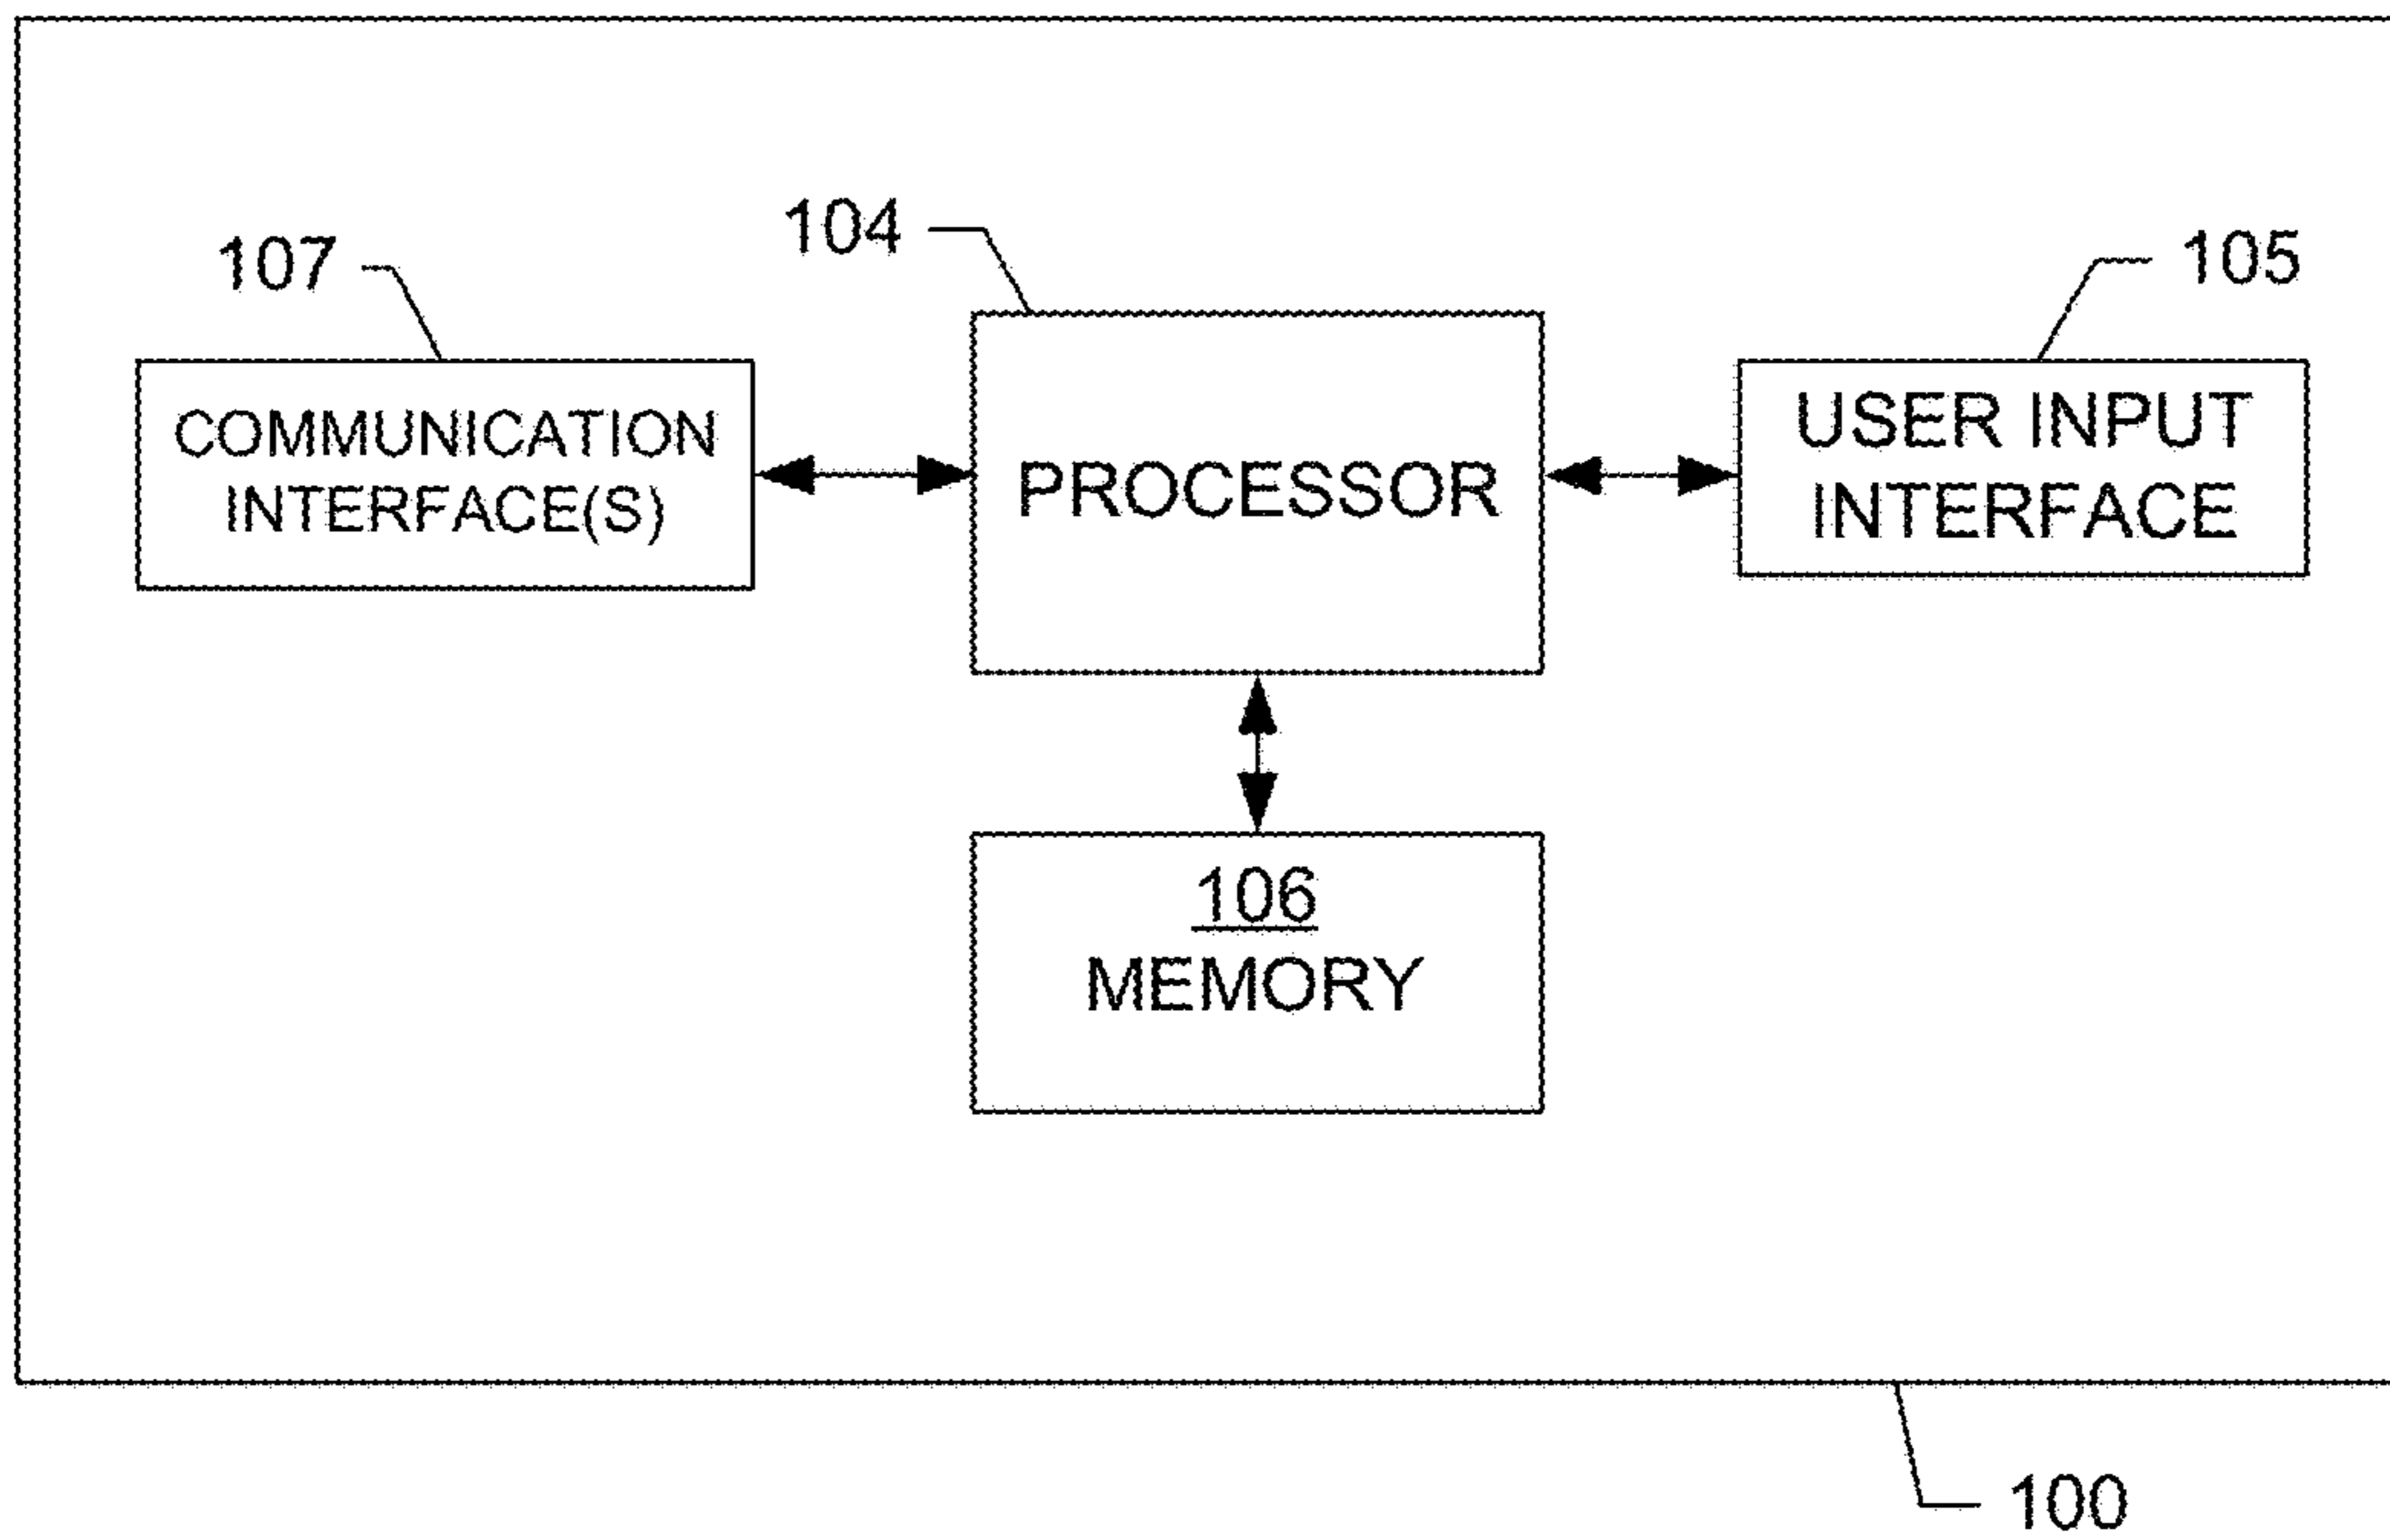 104
107
105
COMMUNICATION
INTERFACE(S)
PROCESSOR
USER INPUT
INTERFACE
106
MEMORY
100